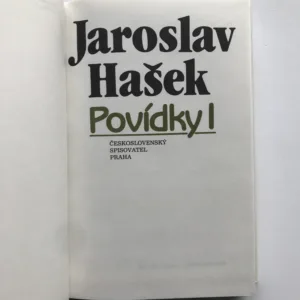 Jaroslav
Hašek
Povídky I
ČESKOSLOVENSKÝ
SPISOVATEL
PRAHA